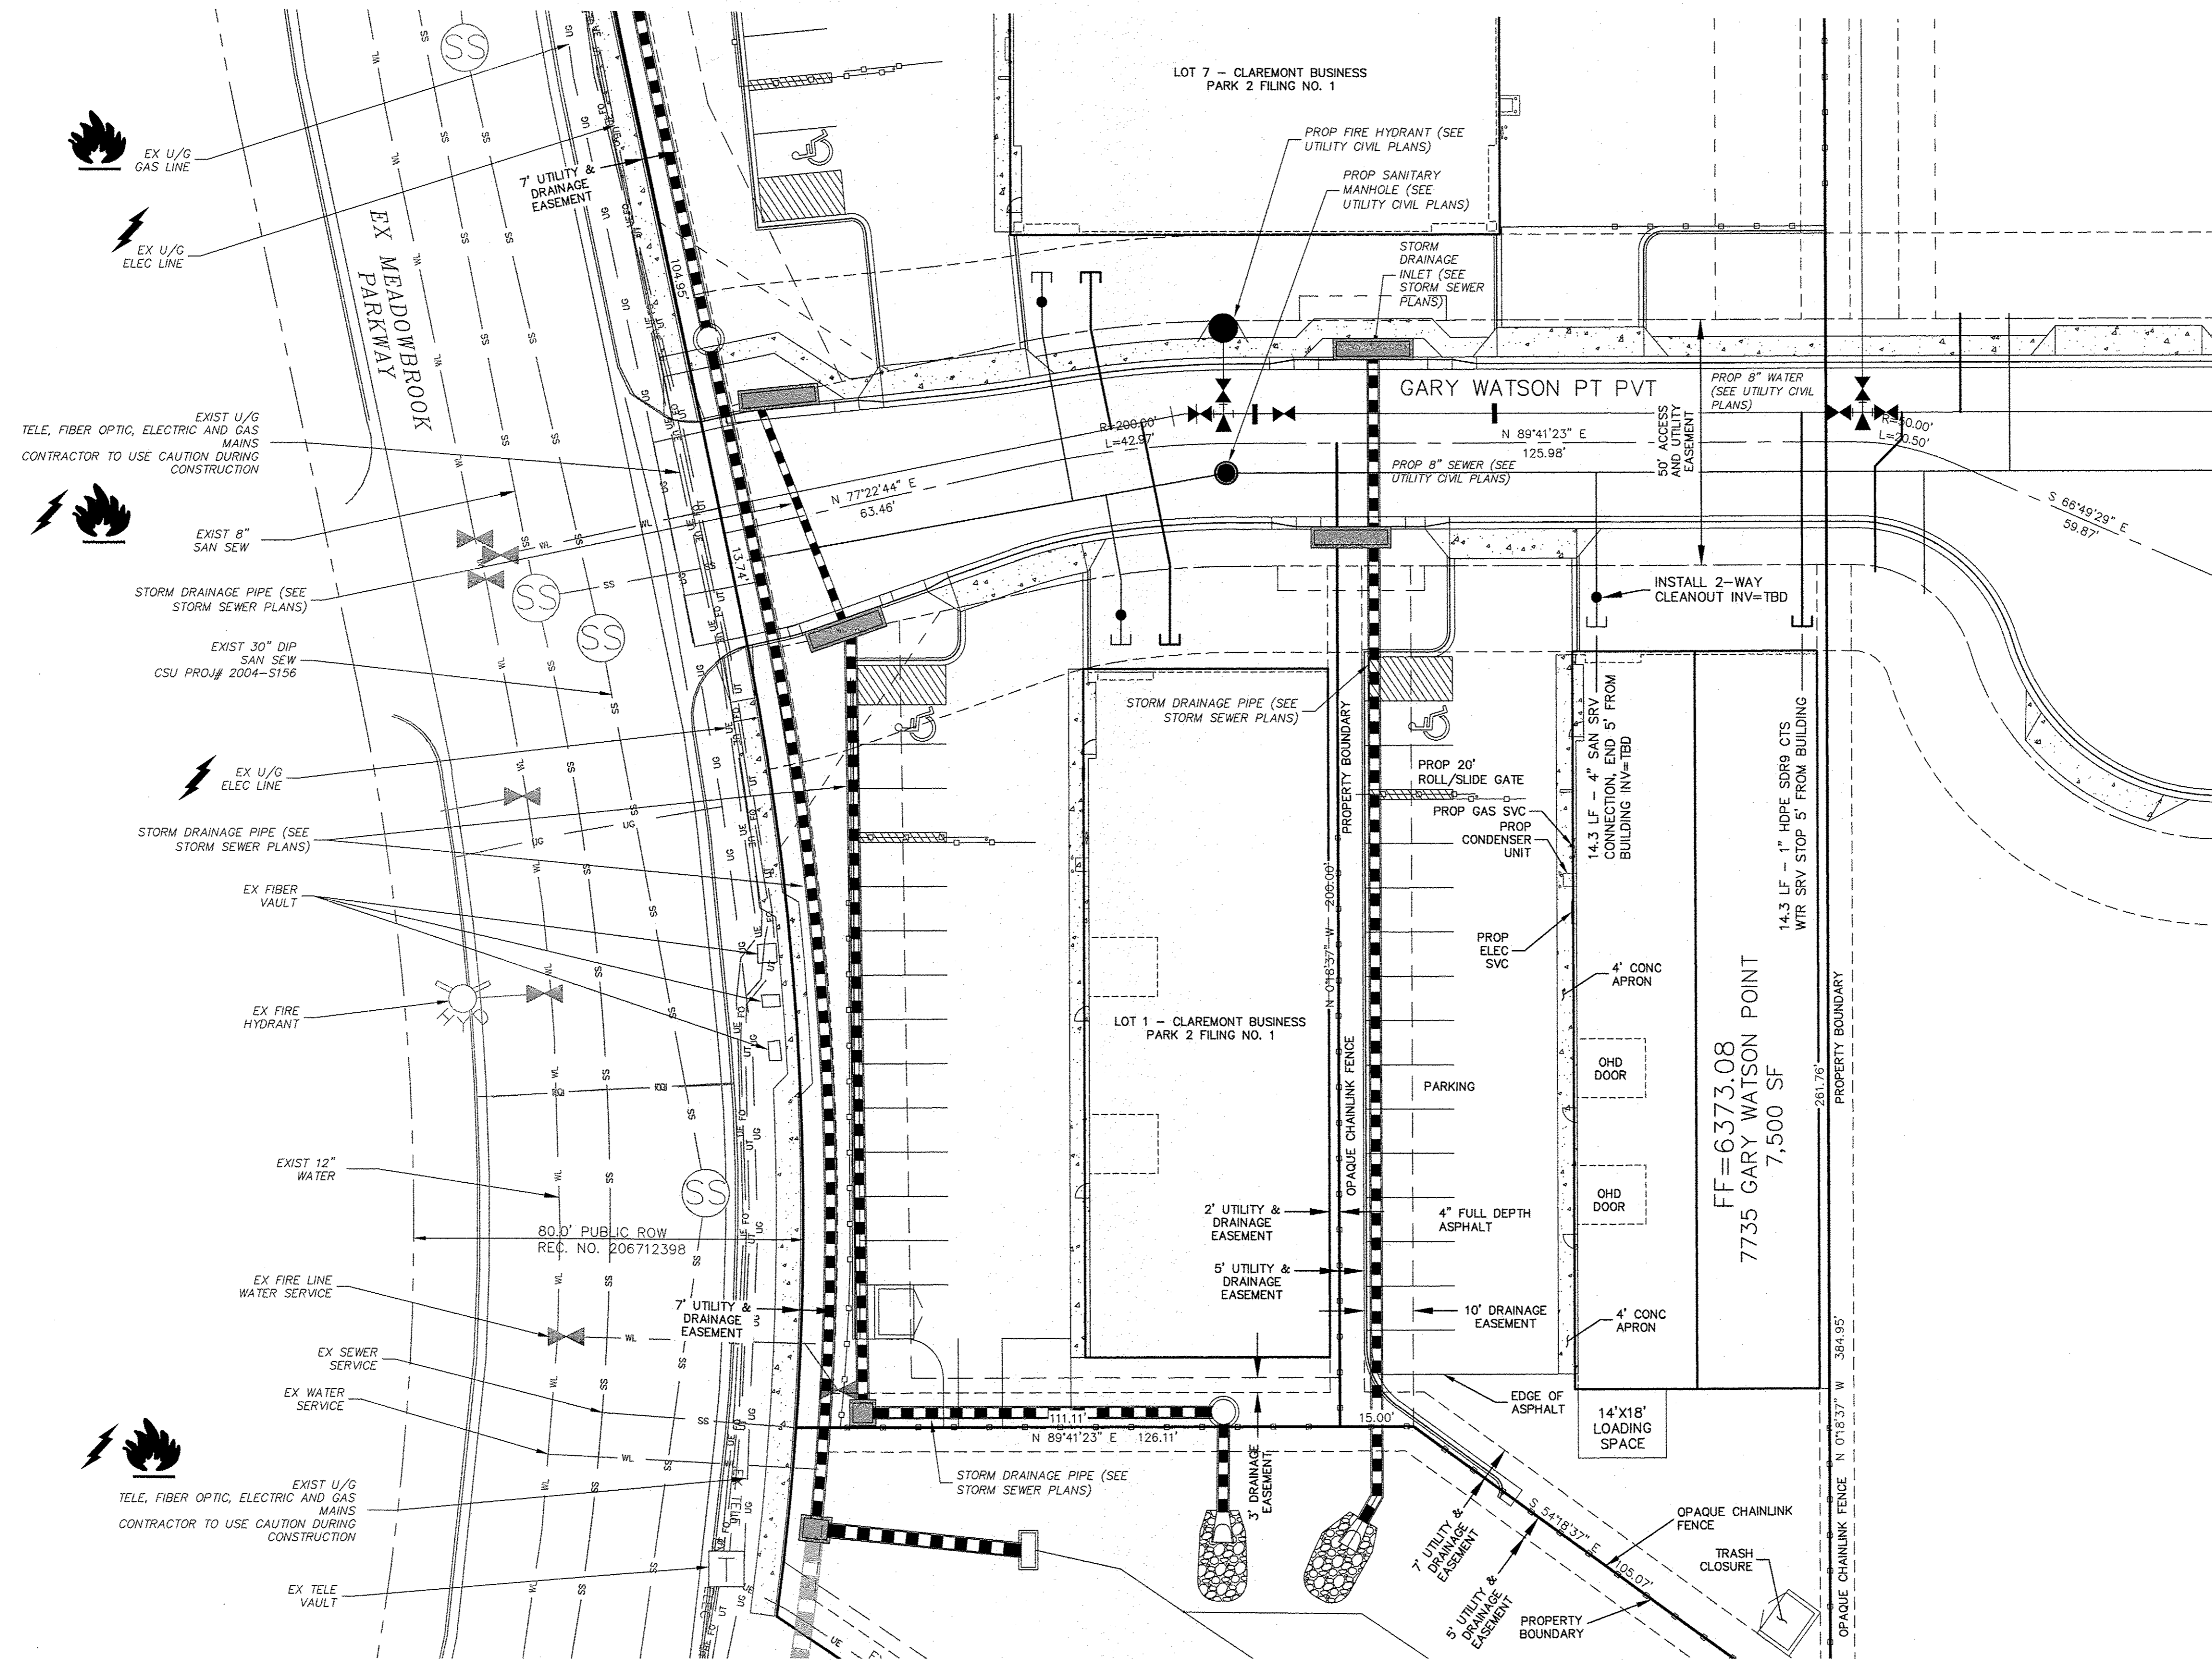 LOT 7 – CLAREMONT BUSINESS
PARK 2 FILING NO. 1
PROP FIRE HYDRANT (SEE
UTILITY CIVIL PLANS)
PROP SANITARY
MANHOLE (SEE
UTILITY CIVIL PLANS)
STORM
DRAINAGE
INLET (SEE
STORM SEWER
PLANS)
EX U/G
GAS LINE
EX U/G
ELEC LINE
7' UTILITY &
DRAINAGE
EASEMENT
EX MEADOWBROOK
PARKWAY
104.95'
EXIST U/G
TELE, FIBER OPTIC, ELECTRIC AND GAS
MAINS
CONTRACTOR TO USE CAUTION DURING
CONSTRUCTION
EXIST 8"
SAN SEW
STORM DRAINAGE PIPE (SEE
STORM SEWER PLANS)
EXIST 30" DIP
SAN SEW
CSU PROJ# 2004–S156
EX U/G
ELEC LINE
STORM DRAINAGE PIPE (SEE
STORM SEWER PLANS)
EX FIBER
VAULT
EX FIRE
HYDRANT
HYD
EXIST 12"
WATER
80.0' PUBLIC ROW
REC. NO. 206712398
EX FIRE LINE
WATER SERVICE
EX SEWER
SERVICE
EX WATER
SERVICE
EXIST U/G
TELE, FIBER OPTIC, ELECTRIC AND GAS
MAINS
CONTRACTOR TO USE CAUTION DURING
CONSTRUCTION
EX TELE
VAULT
GARY WATSON PT PVT
PROP 8" WATER
(SEE UTILITY CIVIL
PLANS)
50' ACCESS
AND UTILITY
EASEMENT
R=200.00'
L=42.97'
N 89°41'23" E
125.98'
R=50.00'
L=20.50'
PROP 8" SEWER (SEE
UTILITY CIVIL PLANS)
N 77°22'44" E
63.46'
13.74'
S 66°49'29" E
59.87'
INSTALL 2–WAY
CLEANOUT INV=TBD
STORM DRAINAGE PIPE (SEE
STORM SEWER PLANS)
PROPERTY BOUNDARY
N 0°18'37" W 200.00'
OPAQUE CHAINLINK FENCE
PROP 20'
ROLL/SLIDE GATE
PROP GAS SVC
PROP
CONDENSER
UNIT
PROP
ELEC
SVC
14.3 LF – 4" SAN SRV
CONNECTION, END 5' FROM
BUILDING INV=TBD
14.3 LF – 1" HDPE SDR9 CTS
WTR SRV STOP 5' FROM BUILDING
4' CONC
APRON
LOT 1 – CLAREMONT BUSINESS
PARK 2 FILING NO. 1
OHD
DOOR
PARKING
FF=6373.08
7735 GARY WATSON POINT
7,500 SF
261.76'
PROPERTY BOUNDARY
OHD
DOOR
2' UTILITY &
DRAINAGE
EASEMENT
4" FULL DEPTH
ASPHALT
5' UTILITY &
DRAINAGE
EASEMENT
7' UTILITY &
DRAINAGE
EASEMENT
10' DRAINAGE
EASEMENT
4' CONC
APRON
EDGE OF
ASPHALT
14'X18'
LOADING
SPACE
111.11'
15.00'
N 89°41'23" E 126.11'
3' DRAINAGE
EASEMENT
STORM DRAINAGE PIPE (SEE
STORM SEWER PLANS)
7' UTILITY &
DRAINAGE
EASEMENT
5' UTILITY &
DRAINAGE
EASEMENT
S 54°18'37" E
105.07'
OPAQUE CHAINLINK
FENCE
TRASH
CLOSURE
PROPERTY
BOUNDARY
OPAQUE CHAINLINK FENCE
N 0°18'37" W 384.95'